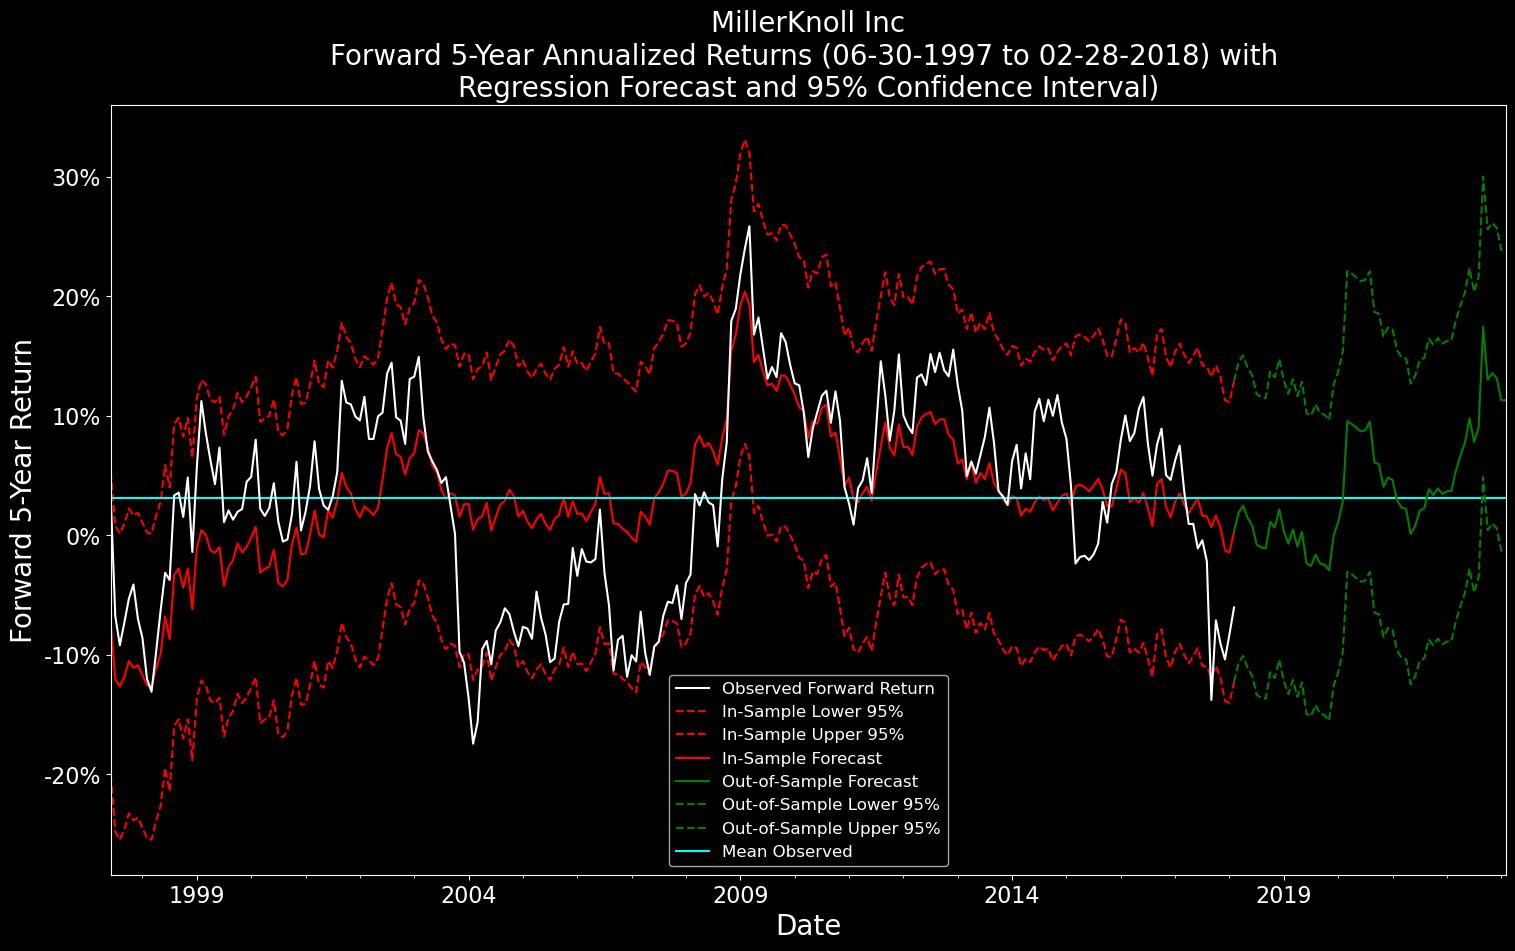 MillerKnoll Inc
Forward 5-Year Annualized Returns (06-30-1997 to 02-28-2018) with
Regression Forecast and 95% Confidence Interval)
Forward 5-Year Return
30%
20%
10%
0%
-10%
-20%
Observed Forward Return
In-Sample Lower 95%
In-Sample Upper 95%
In-Sample Forecast
Out-of-Sample Forecast
Out-of-Sample Lower 95%
Out-of-Sample Upper 95%
Mean Observed
1999
2004
2009
2014
2019
Date